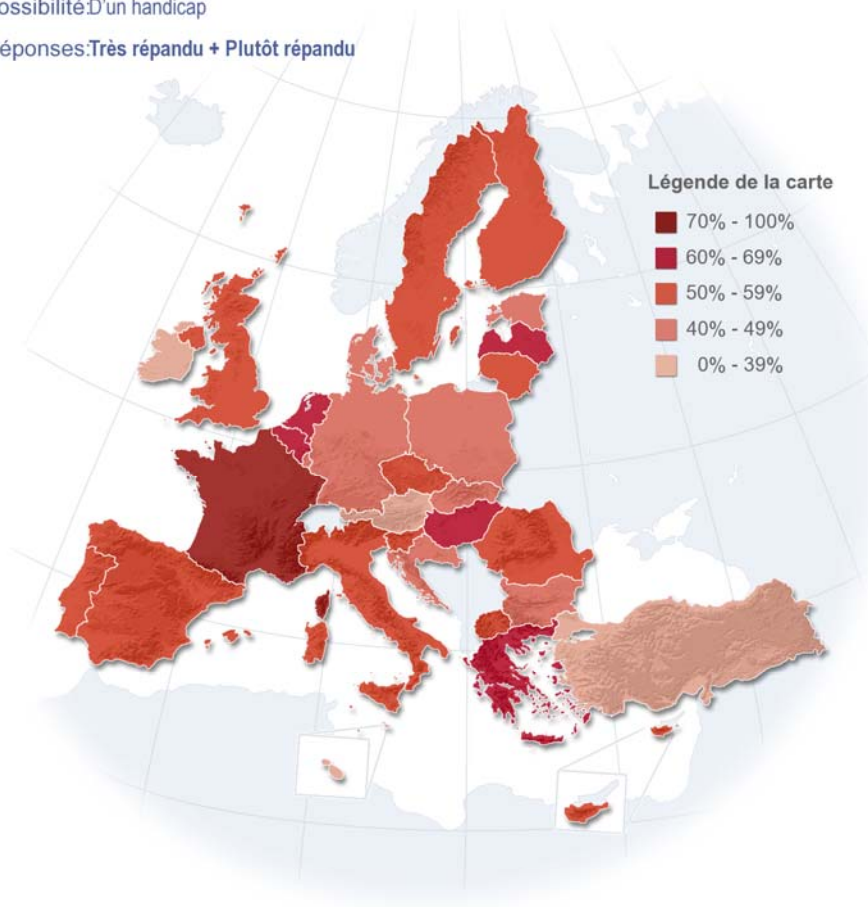 ossibilité:D'un handicap
éponses:Très répandu + Plutôt répandu
Légende de la carte
70% - 100%
60% - 69%
50% - 59%
40% - 49%
0% - 39%